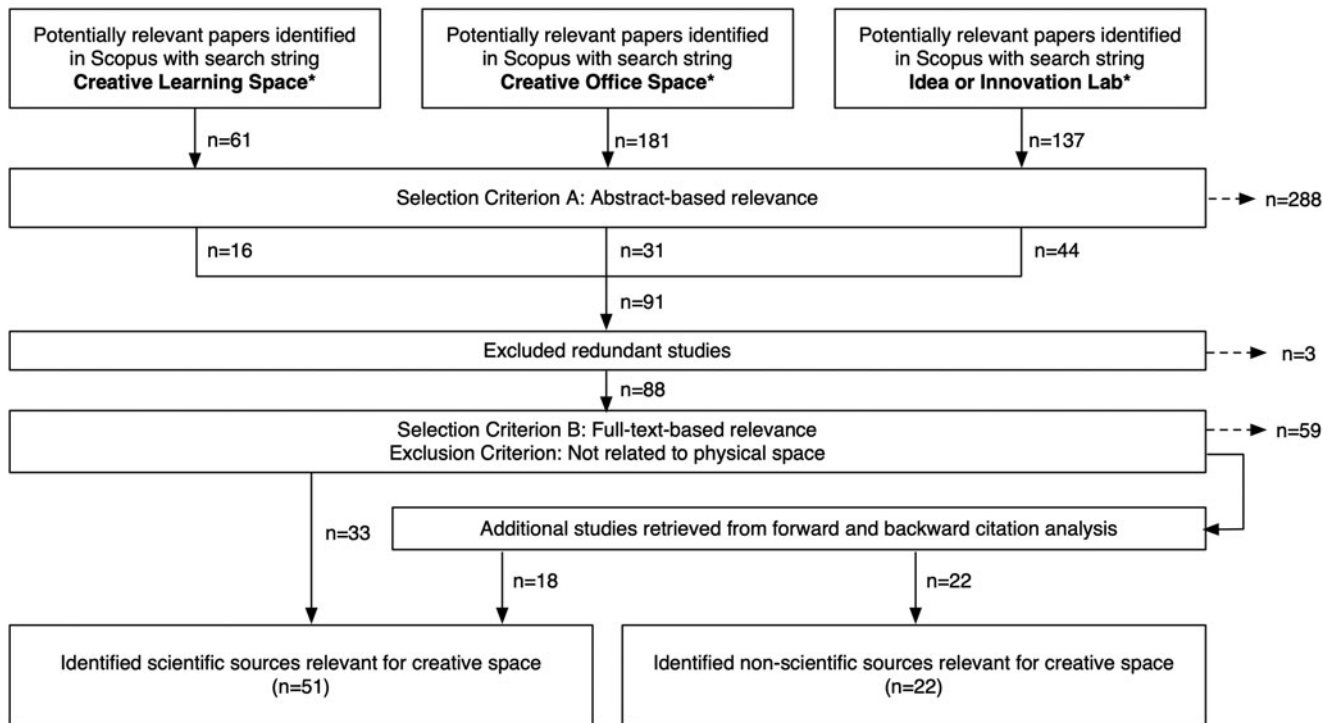 Potentially relevant papers identified
in Scopus with search string
Creative Learning Space*
Potentially relevant papers identified
in Scopus with search string
Creative Office Space*
Potentially relevant papers identified
in Scopus with search string
Idea or Innovation Lab*
n=61
n=181
n=137
Selection Criterion A: Abstract-based relevance
n=288
n=16
n=31
n=44
n=91
Excluded redundant studies
n=3
n=88
Selection Criterion B: Full-text-based relevance
Exclusion Criterion: Not related to physical space
n=59
n=33
Additional studies retrieved from forward and backward citation analysis
n=18
n=22
Identified scientific sources relevant for creative space
(n=51)
Identified non-scientific sources relevant for creative space
(n=22)